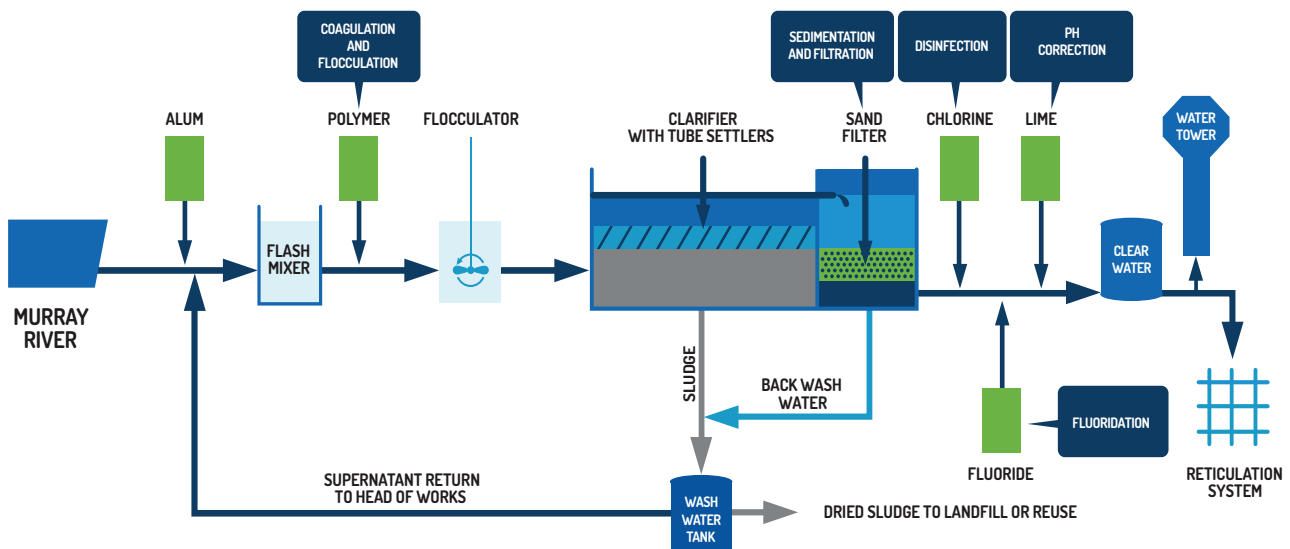 COAGULATION
AND
FLOCCULATION
SEDIMENTATION
AND FILTRATION
DISINFECTION
PH
CORRECTION
ALUM
POLYMER
FLOCCULATOR
CLARIFIER
WITH TUBE SETTLERS
SAND
FILTER
CHLORINE
LIME
WATER
TOWER
FLASH
MIXER
CLEAR
WATER
MURRAY
RIVER
SLUDGE
BACK WASH
WATER
FLUORIDATION
FLUORIDE
RETICULATION
SYSTEM
SUPERNATANT RETURN
TO HEAD OF WORKS
WASH
WATER
TANK
DRIED SLUDGE TO LANDFILL OR REUSE